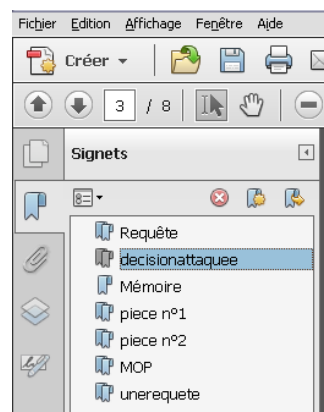 Fichier Edition Affichage Fenêtre Aide
Créer
3 / 8
Signets
Requête
decisionattaquee
Mémoire
piece n°1
piece n°2
MOP
unerequete